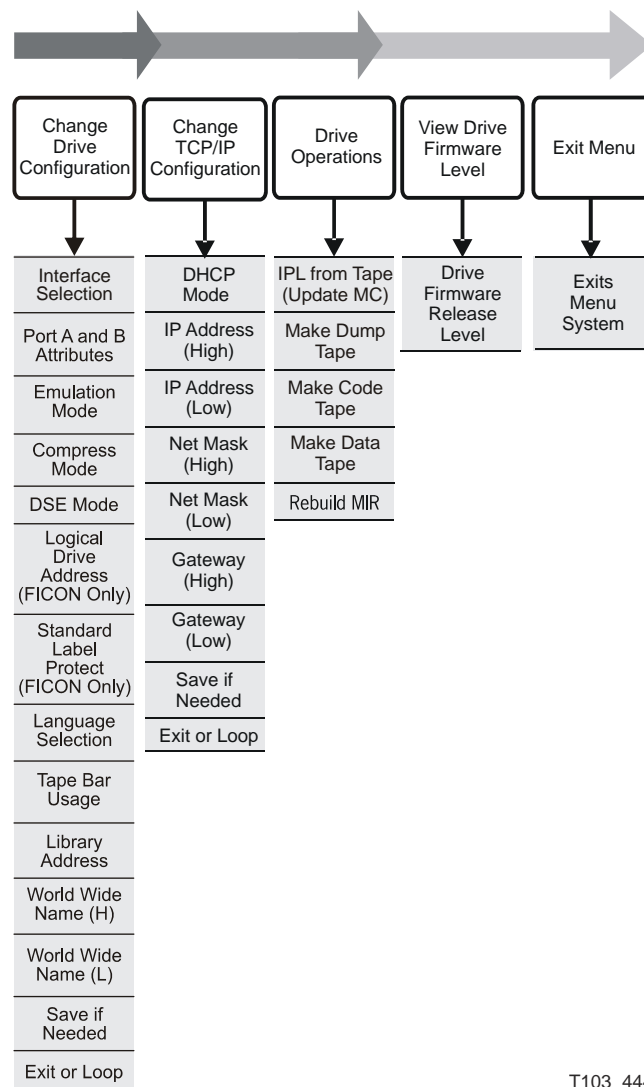 Change
Drive
Configuration
Change
TCP/IP
Configuration
Drive
Operations
View Drive
Firmware
Level
Exit Menu
Interface
Selection
Port A and B
Attributes
Emulation
Mode
Compress
Mode
DSE Mode
Logical
Drive
Address
(FICON Only)
Standard
Label
Protect
(FICON Only)
Language
Selection
Tape Bar
Usage
Library
Address
World Wide
Name (H)
World Wide
Name (L)
Save if
Needed
Exit or Loop
DHCP
Mode
IP Address
(High)
IP Address
(Low)
Net Mask
(High)
Net Mask
(Low)
Gateway
(High)
Gateway
(Low)
Save if
Needed
Exit or Loop
IPL from Tape
(Update MC)
Make Dump
Tape
Make Code
Tape
Make Data
Tape
Rebuild MIR
Drive
Firmware
Release
Level
Exits
Menu
System
T103_44